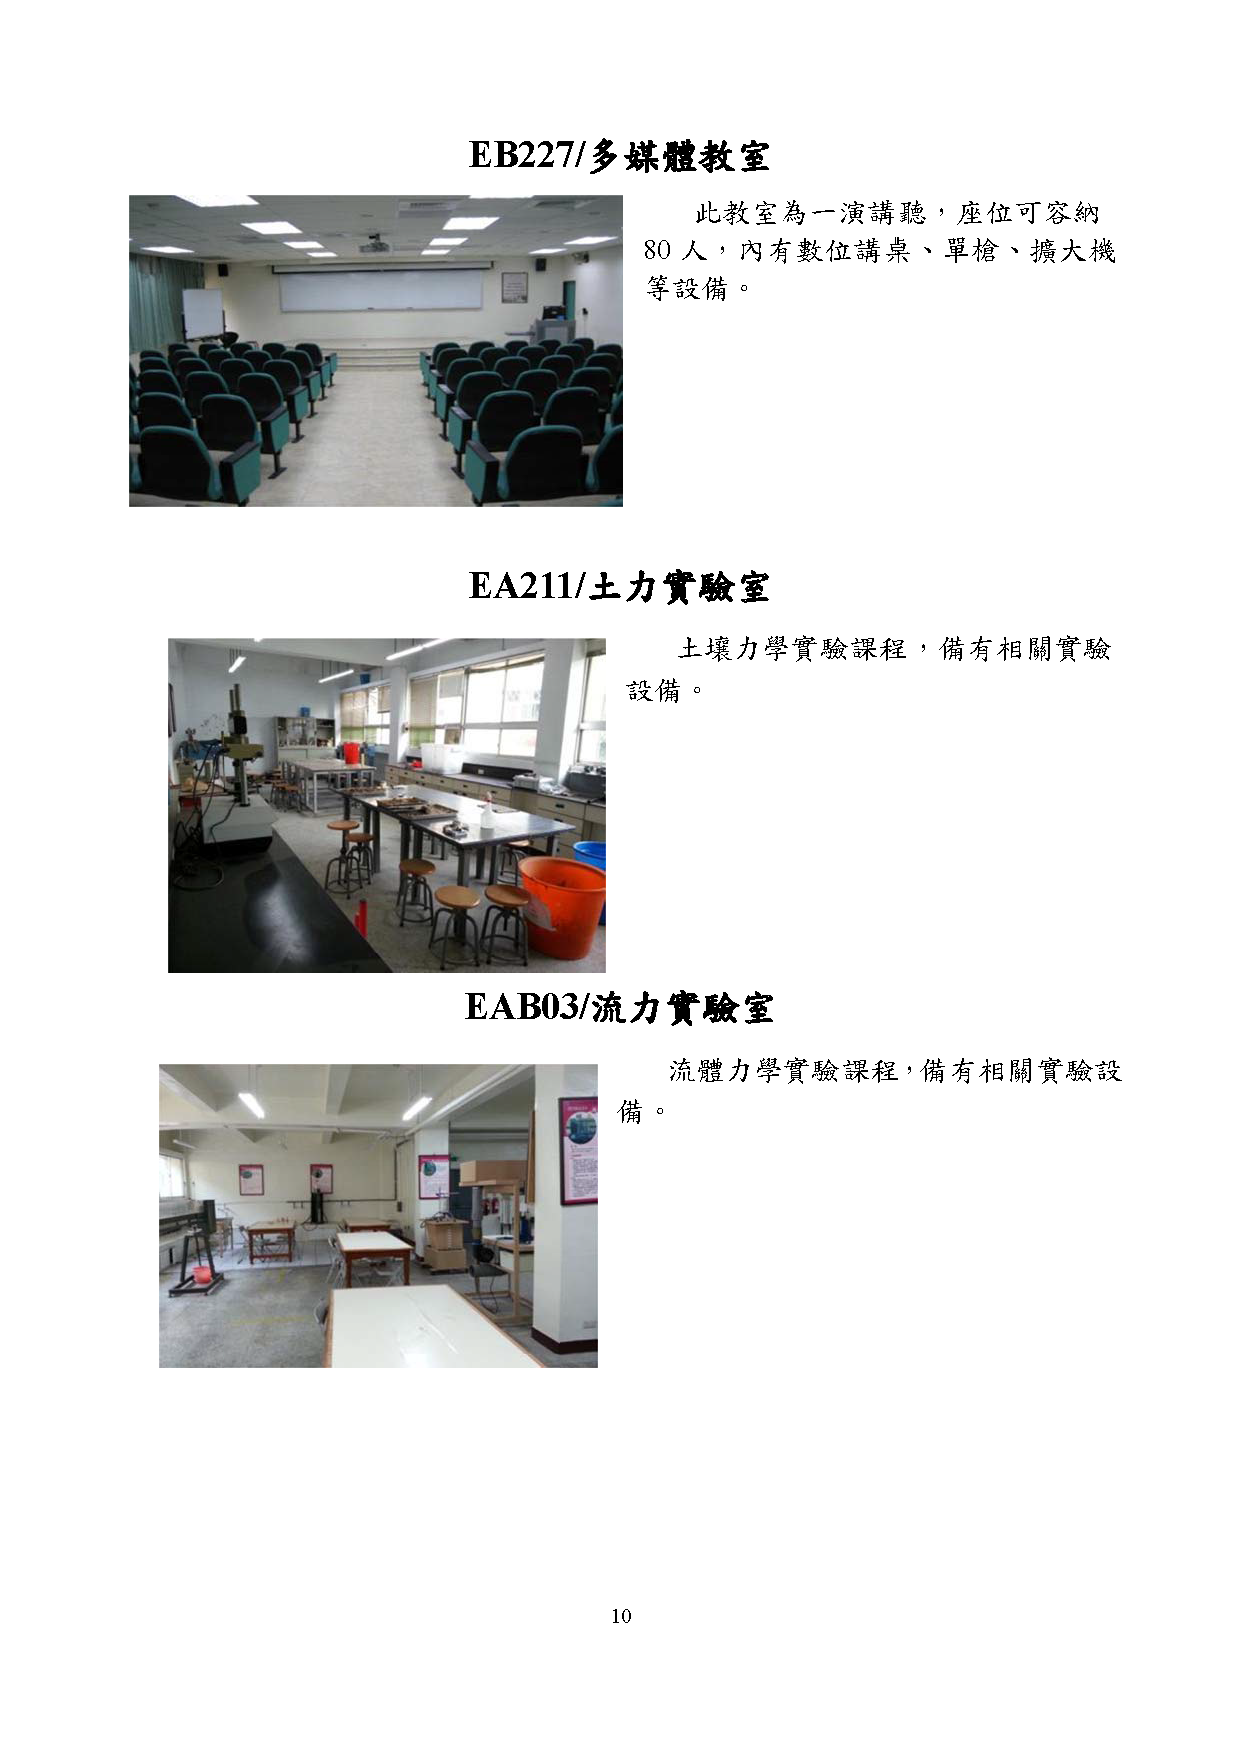 EB227/多媒體教室
此教室為一演講聽，座位可容納
80 人，內有數位講桌、單槍、擴大機
等設備。
EA211/土力實驗室
土壤力學實驗課程，備有相關實驗
設備。
EAB03/流力實驗室
流體力學實驗課程，備有相關實驗設
備。
10